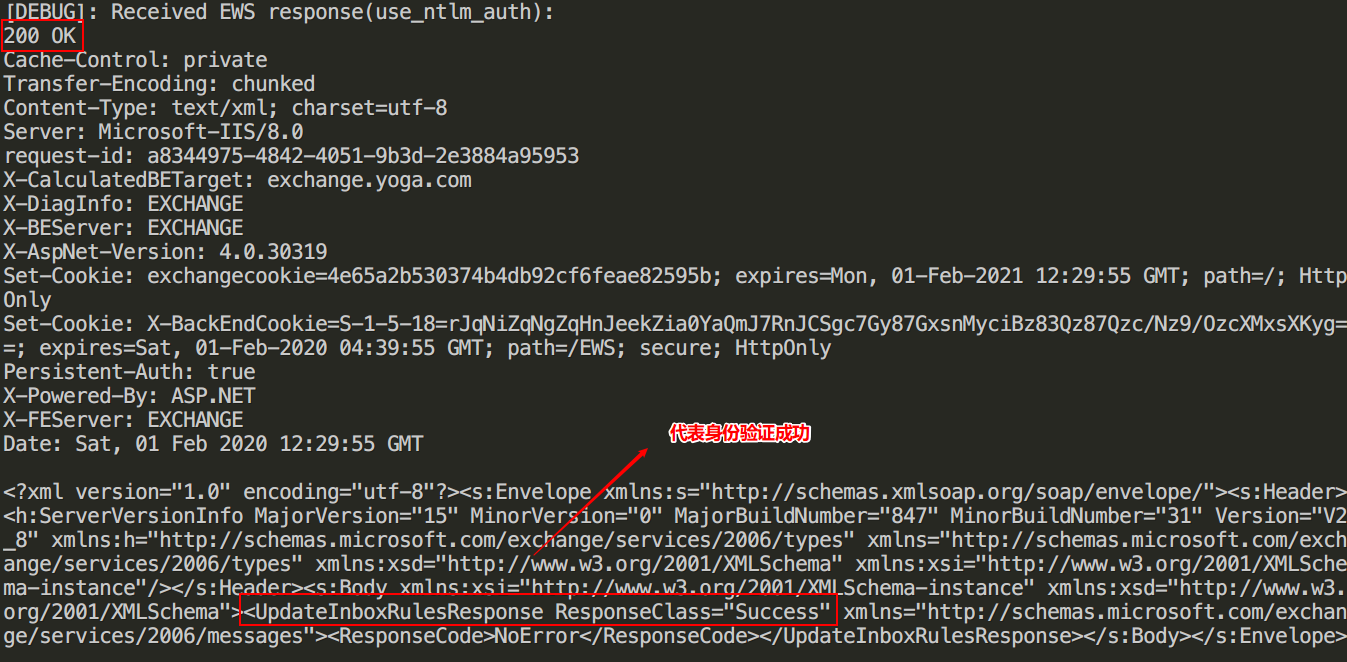 [DEBUG]: Received EWS response(use_ntlm_auth):
200 OK
Cache-Control: private
Transfer-Encoding: chunked
Content-Type: text/xml; charset=utf-8
Server: Microsoft-IIS/8.0
request-id: a8344975-4842-4051-9b3d-2e3884a95953
X-CalculatedBETarget: exchange.yoga.com
X-DiagInfo: EXCHANGE
X-BEServer: EXCHANGE
X-AspNet-Version: 4.0.30319
Set-Cookie: exchangecookie=4e65a2b530374b4db92cf6feae82595b; expires=Mon, 01-Feb-2021 12:29:55 GMT; path=/; Http
Only
Set-Cookie: X-BackEndCookie=S-1-5-18=rJqNiZqNgZqHnJeekZia0YaQmJ7RnJCSgc7Gy87GxsnMyciBz83Qz87Qzc/Nz9/OzcXMxsXKyg=
=; expires=Sat, 01-Feb-2020 04:39:55 GMT; path=/EWS; secure; HttpOnly
Persistent-Auth: true
X-Powered-By: ASP.NET
X-FEServer: EXCHANGE
Date: Sat, 01 Feb 2020 12:29:55 GMT
代表身份验证成功
<?xml version="1.0" encoding="utf-8"?><s:Envelope xmlns:s="http://schemas.xmlsoap.org/soap/envelope/"><s:Header>
<h:ServerVersionInfo MajorVersion="15" MinorVersion="0" MajorBuildNumber="847" MinorBuildNumber="31" Version="V2
_8" xmlns:h="http://schemas.microsoft.com/exchange/services/2006/types" xmlns="http://schemas.microsoft.com/exch
ange/services/2006/types" xmlns:xsd="http://www.w3.org/2001/XMLSchema" xmlns:xsi="http://www.w3.org/2001/XMLSche
ma-instance"/></s:Header><s:Body xmlns:xsi="http://www.w3.org/2001/XMLSchema-instance" xmlns:xsd="http://www.w3.
org/2001/XMLSchema"><UpdateInboxRulesResponse ResponseClass="Success" xmlns="http://schemas.microsoft.com/exchan
ge/services/2006/messages"><ResponseCode>NoError</ResponseCode></UpdateInboxRulesResponse></s:Body></s:Envelope>